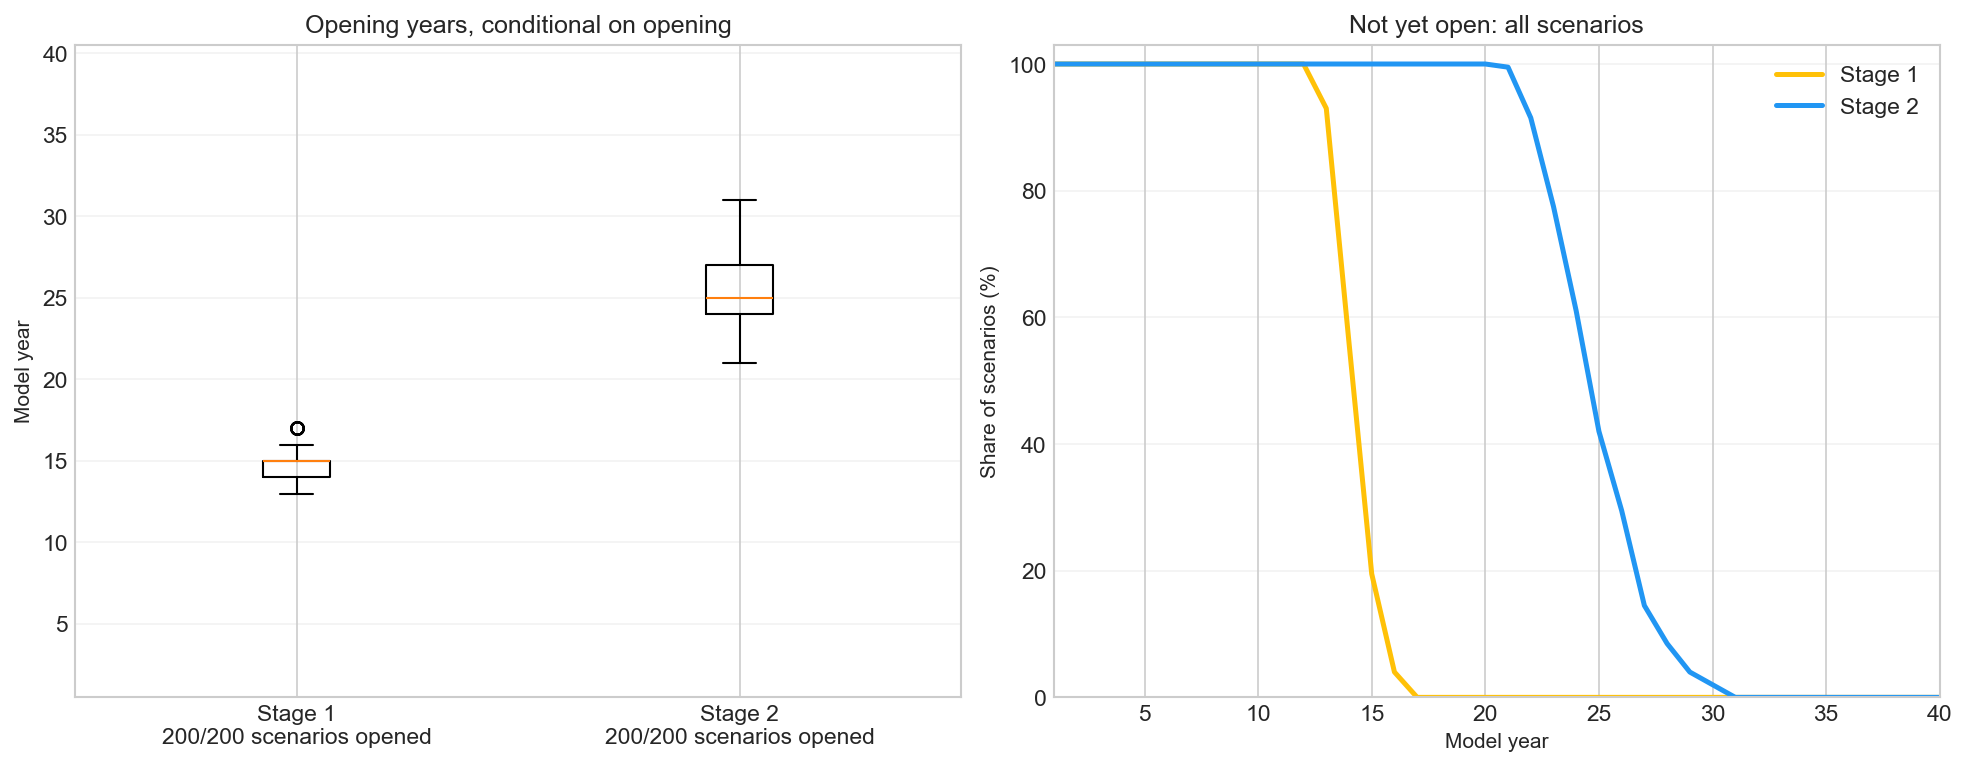 Opening years, conditional on opening
Model year
40
35
30
25
20
15
10
5
Stage 1
200/200 scenarios opened
Stage 2
200/200 scenarios opened
Not yet open: all scenarios
Share of scenarios (%)
100
80
60
40
20
0
Stage 1
Stage 2
5
10
15
20
25
30
35
40
Model year